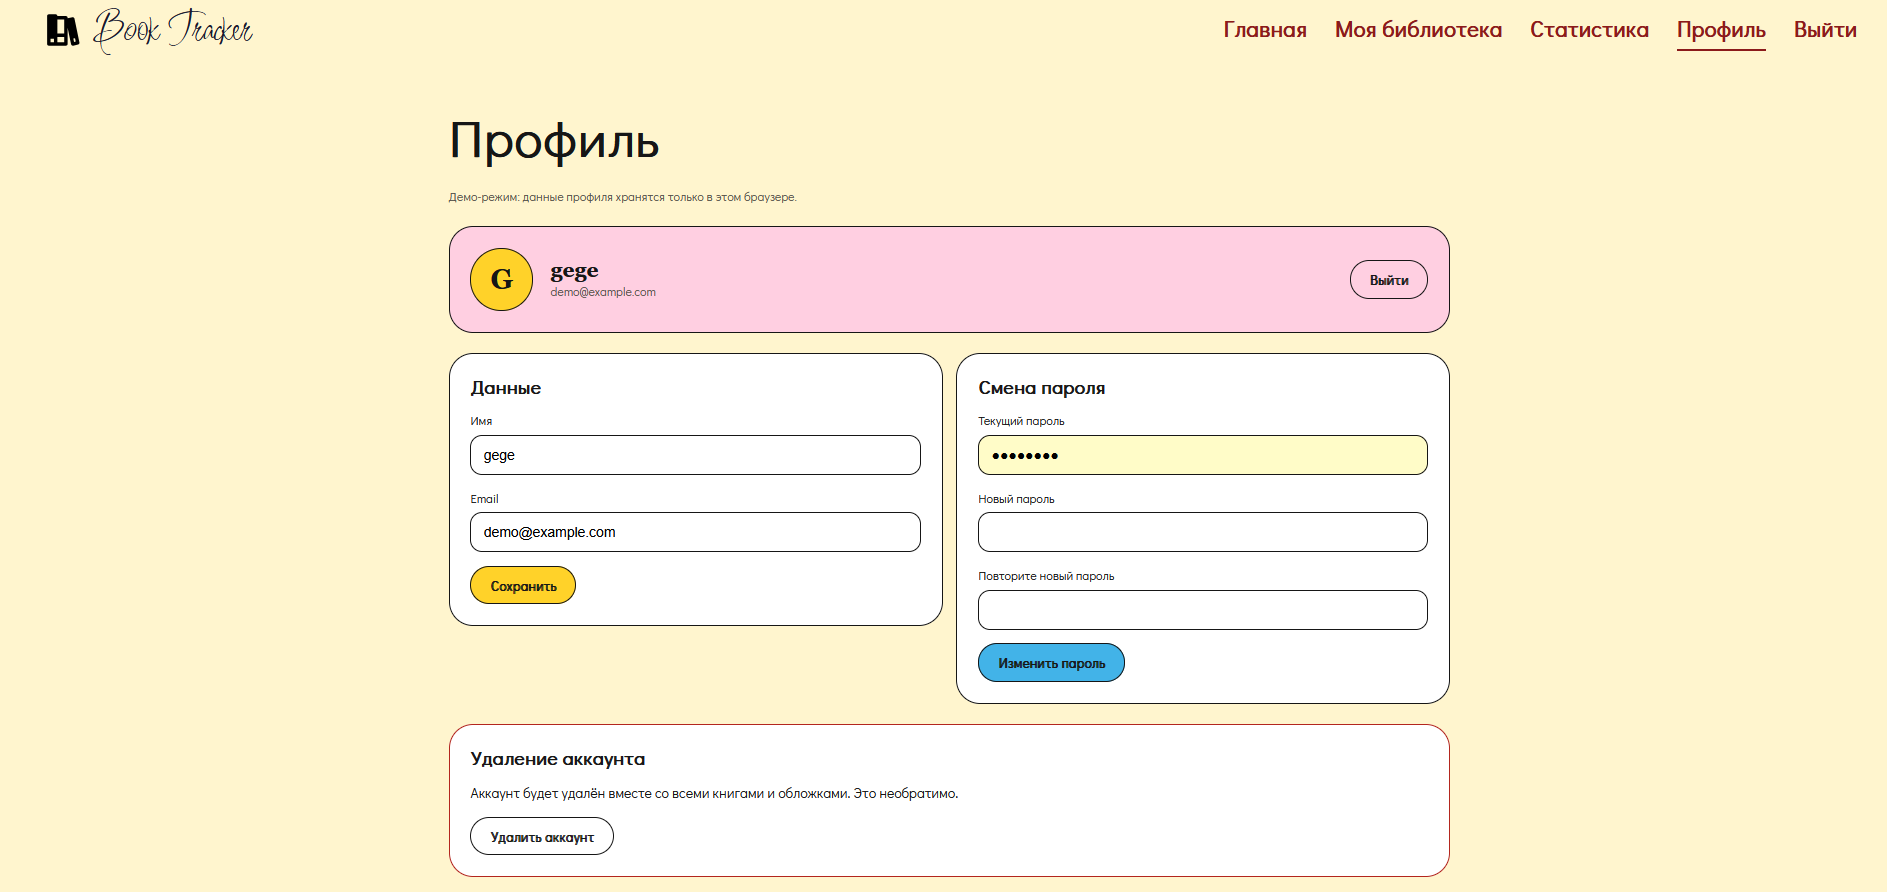 Book Tracker
Главная Моя библиотека Статистика Профиль Выйти
Профиль
Демо-режим: данные профиля хранятся только в этом браузере.
G
gege
demo@example.com
Выйти
Данные
Имя
gege
Email
demo@example.com
Сохранить
Смена пароля
Текущий пароль
••••••••
Новый пароль
Повторите новый пароль
Изменить пароль
Удаление аккаунта
Аккаунт будет удалён вместе со всеми книгами и обложками. Это необратимо.
Удалить аккаунт